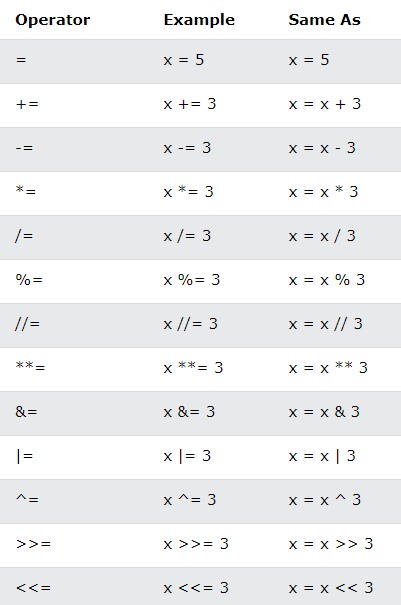 Operator Example Same As
= x = 5 x = 5
+= x += 3 x = x + 3
-= x -= 3 x = x - 3
*= x *= 3 x = x * 3
/= x /= 3 x = x / 3
%= x %= 3 x = x % 3
//= x //= 3 x = x // 3
**= x **= 3 x = x ** 3
&= x &= 3 x = x & 3
|= x |= 3 x = x | 3
^= x ^= 3 x = x ^ 3
>>= x >>= 3 x = x >> 3
<<= x <<= 3 x = x << 3